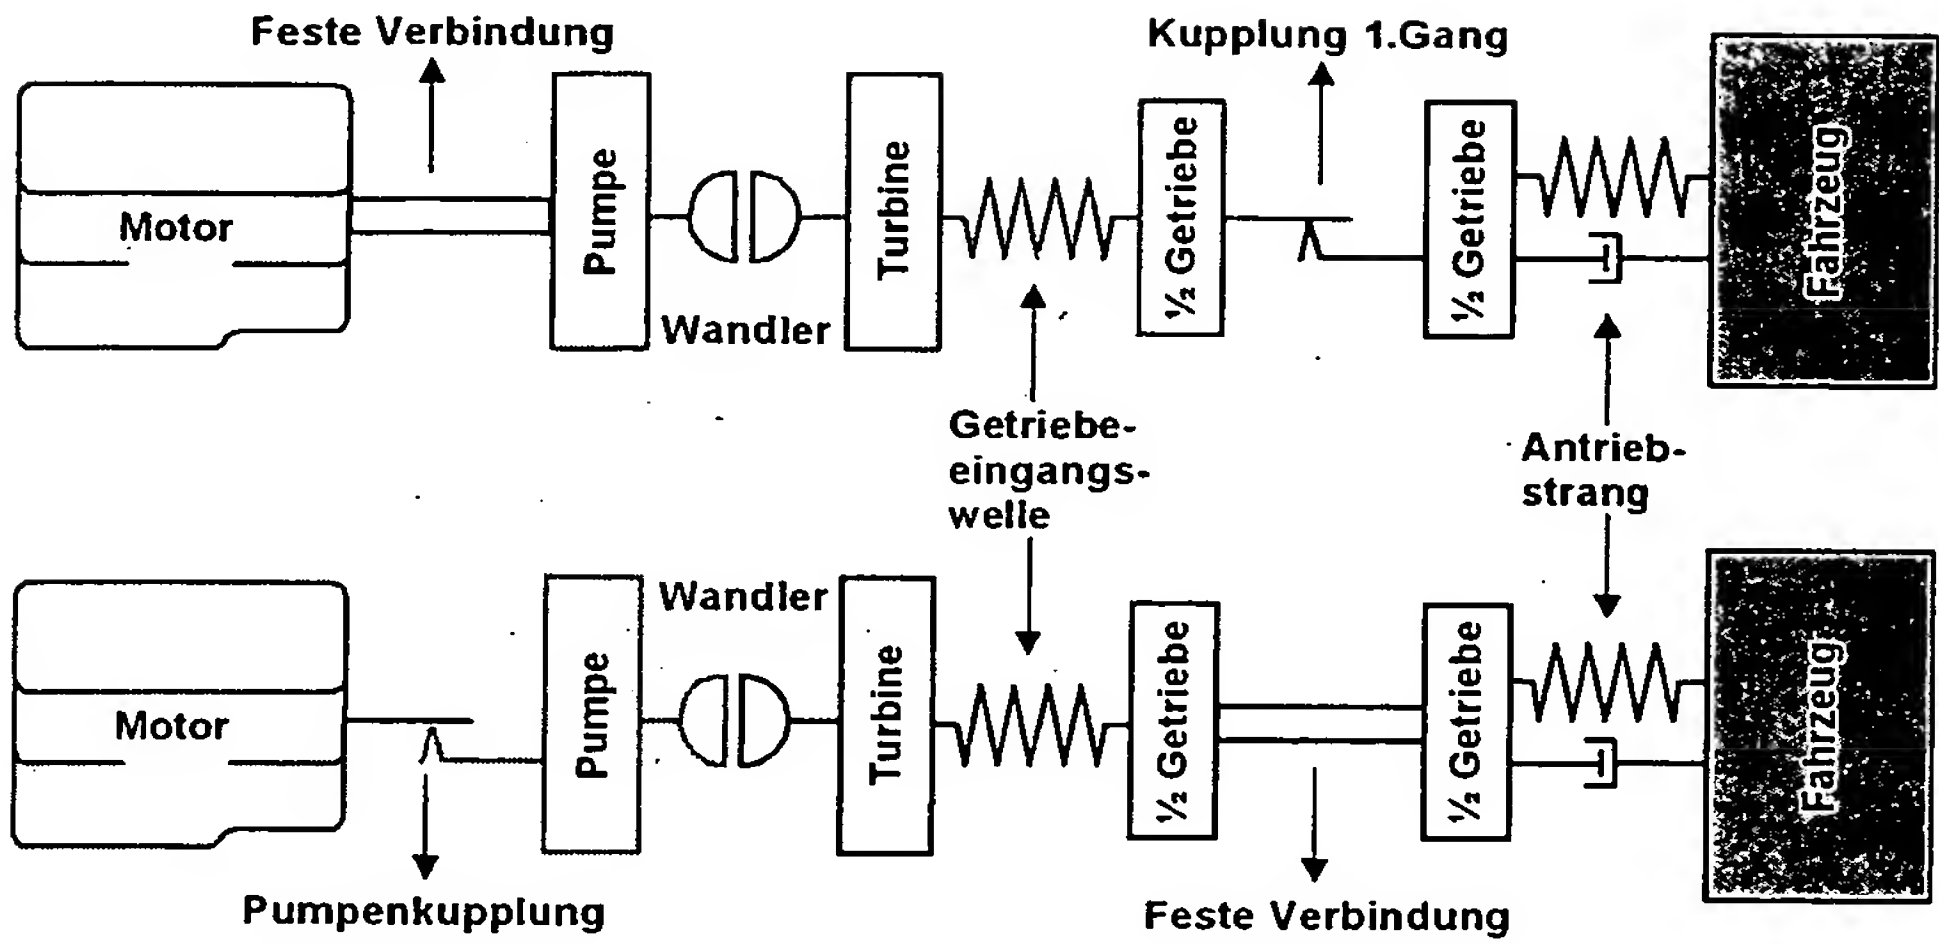 Feste Verbindung
Kupplung 1.Gang
Motor
Pumpe
Wandler
Turbine
½ Getriebe
½ Getriebe
Fahrzeug
Getriebe-
eingangs-
welle
Antrieb-
strang
Motor
Pumpe
Wandler
Turbine
½ Getriebe
½ Getriebe
Fahrzeug
Pumpenkupplung
Feste Verbindung